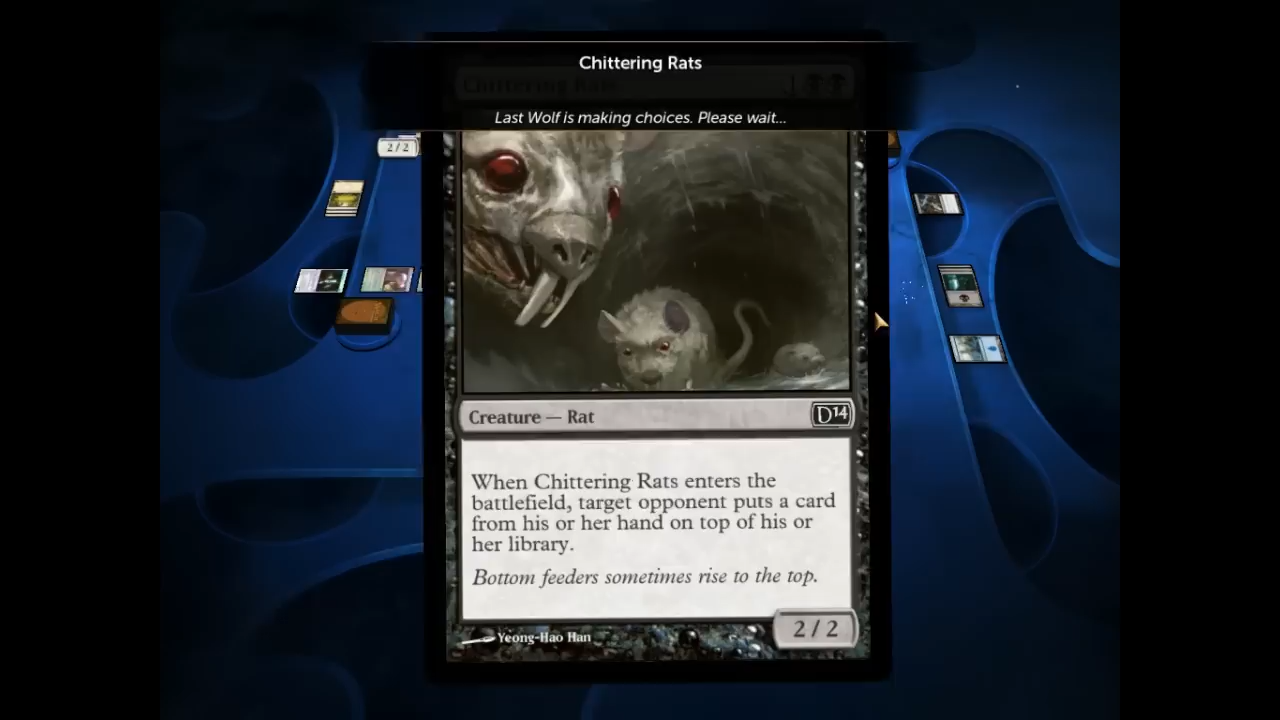 Chittering Rats
Chittering Rats
Last Wolf is making choices. Please wait...
2 / 2
Creature — Rat
D14
When Chittering Rats enters the
battlefield, target opponent puts a card
from his or her hand on top of his or
her library.
Bottom feeders sometimes rise to the top.
Yeong-Hao Han
2 / 2